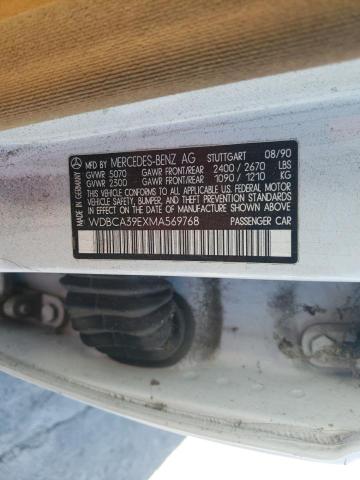 MADE IN GERMANY
MFD BY MERCEDES-BENZ AG STUTTGART 08/90
GVWR 5070 GAWR FRONT/REAR 2400 / 2670 LBS
GVWR 2300 GAWR FRONT/REAR 1090 / 1210 KG
THIS VEHICLE CONFORMS TO ALL APPLICABLE
U.S. FEDERAL MOTOR
VEHICLE SAFETY, BUMPER, AND THEFT
PREVENTION STANDARDS IN EFFECT ON THE
DATE OF MANUFACTURE SHOWN ABOVE
WDBCA39EXMA569768 PASSENGER CAR